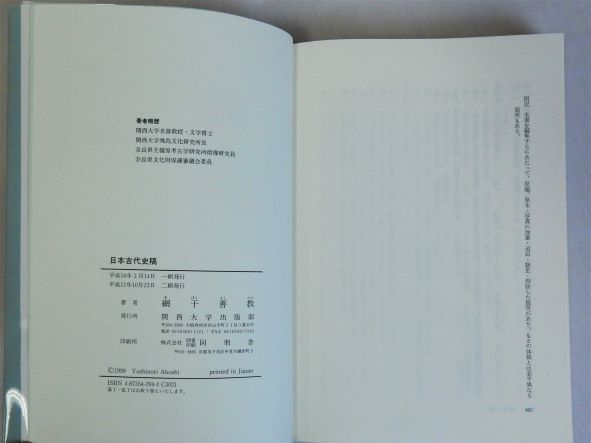 附記 本書を編集するにあたって、原題、原本・写真に加筆・追記・修正・削除した箇所があり、もとの体裁とは若干異なる
箇所もある。
482
著者略歴
関西大学名誉教授・文学博士
関西大学飛鳥文化研究所長
奈良県立橿原考古学研究所指導研究員
奈良県文化財保護審議会委員
日本古代史稿
平成10年3月14日 一刷発行
平成11年10月22日 二刷発行
著者 網干善教
発行所 関西大学出版部
印刷所 株式会社 図書印刷 同朋舎
©1999 Yoshinori Aboshi printed in Japan
ISBN 4-87354-294-4 C3021
落丁・乱丁はお取り替えいたします。